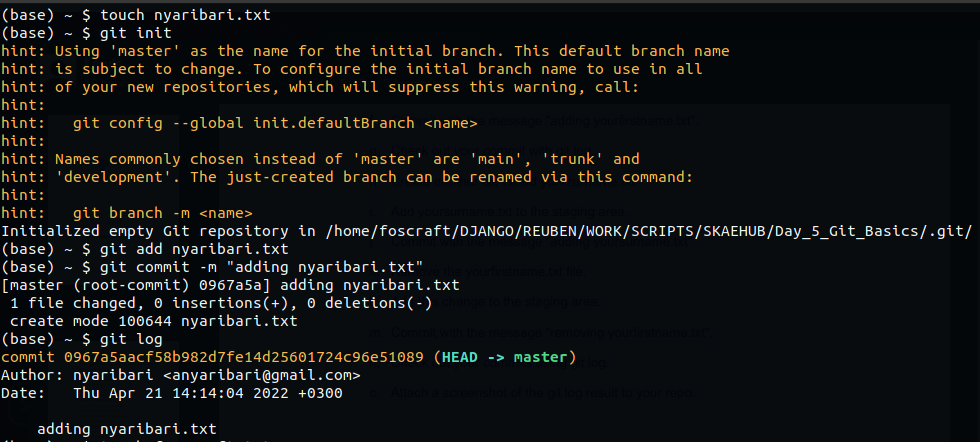 (base) ~ $ touch nyaribari.txt
(base) ~ $ git init
hint: Using 'master' as the name for the initial branch. This default branch name
hint: is subject to change. To configure the initial branch name to use in all
hint: of your new repositories, which will suppress this warning, call:
hint:
hint:   git config --global init.defaultBranch <name>
hint:
hint: Names commonly chosen instead of 'master' are 'main', 'trunk' and
hint: 'development'. The just-created branch can be renamed via this command:
hint:
hint:   git branch -m <name>
Initialized empty Git repository in /home/foscraft/DJANGO/REUBEN/WORK/SCRIPTS/SKAEHUB/Day_5_Git_Basics/.git/
(base) ~ $ git add nyaribari.txt
(base) ~ $ git commit -m "adding nyaribari.txt"
[master (root-commit) 0967a5a] adding nyaribari.txt
 1 file changed, 0 insertions(+), 0 deletions(-)
 create mode 100644 nyaribari.txt
(base) ~ $ git log
commit 0967a5aacf58b982d7fe14d25601724c96e51089 (HEAD -> master)
Author: nyaribari <anyaribari@gmail.com>
Date:   Thu Apr 21 14:14:04 2022 +0300
    adding nyaribari.txt